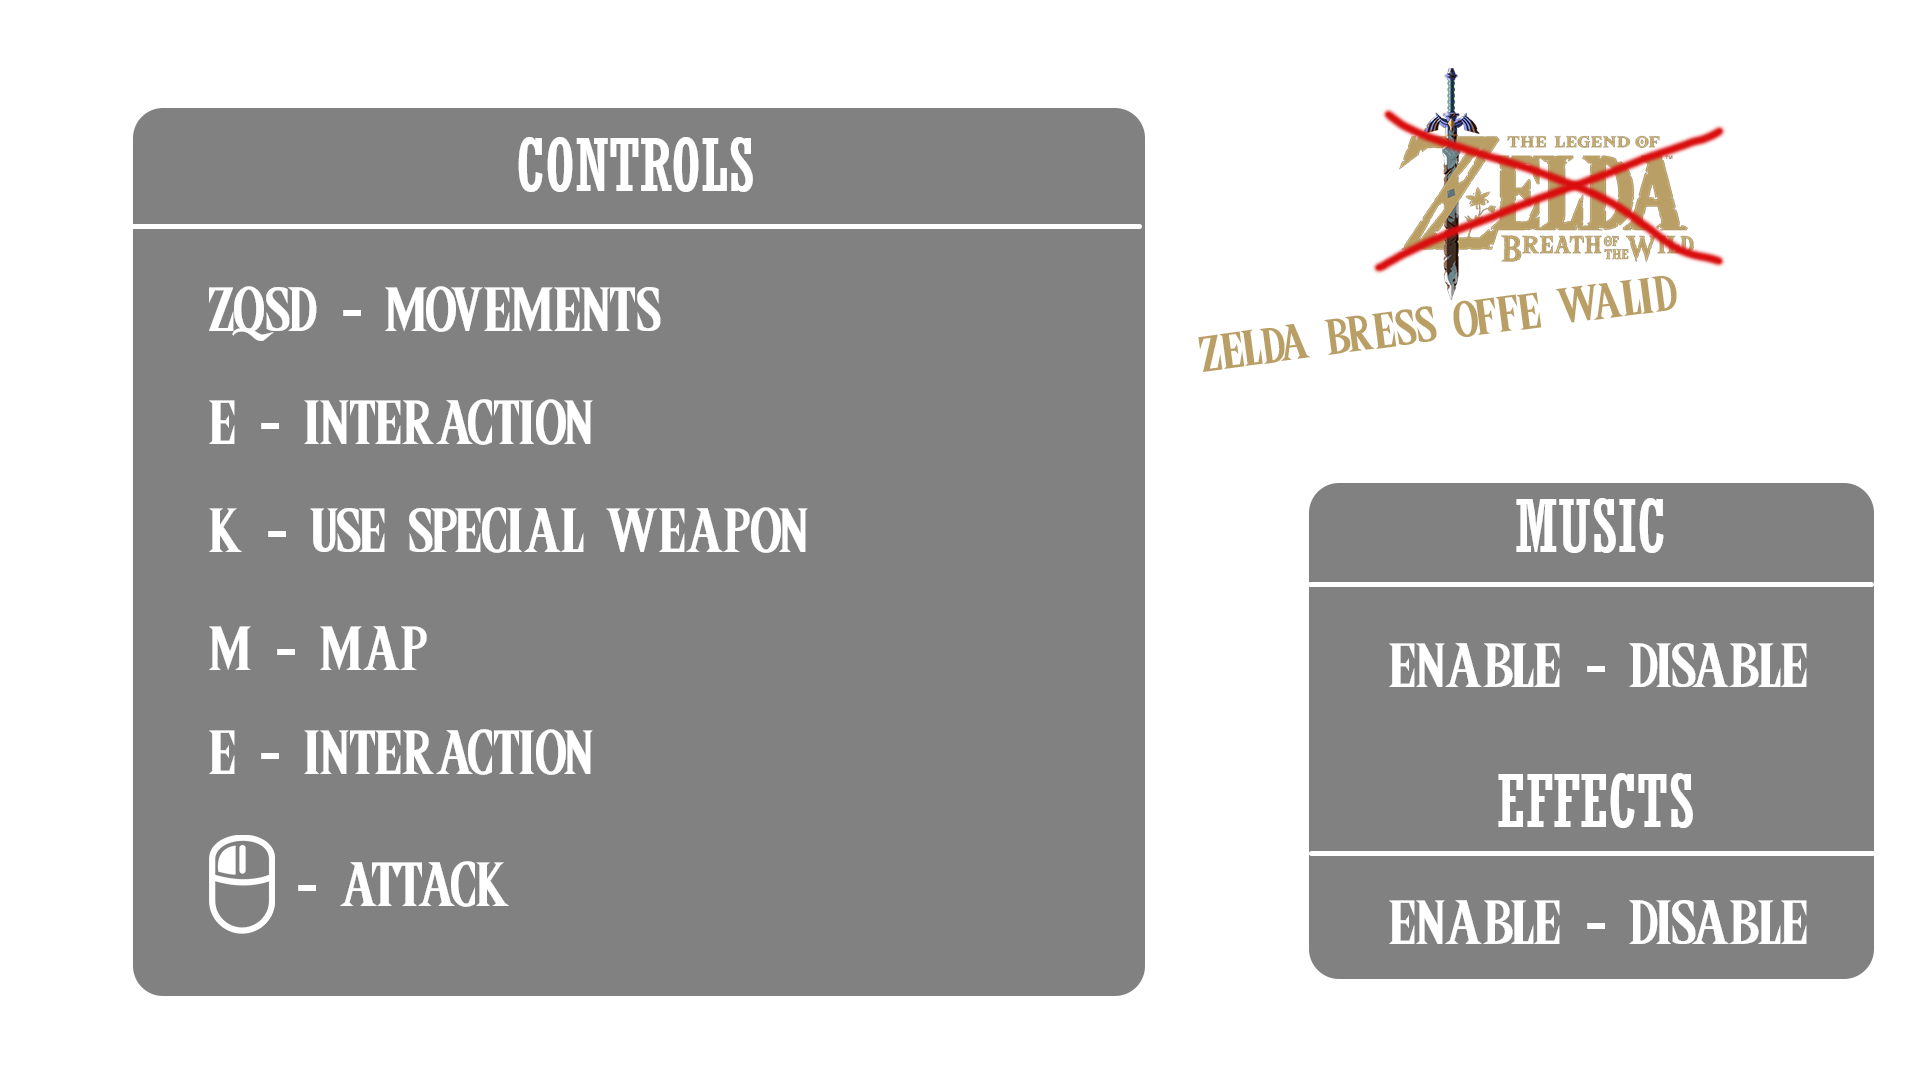 CONTROLS
ZQSD - MOVEMENTS
E - INTERACTION
K - USE SPECIAL WEAPON
M - MAP
E - INTERACTION
- ATTACK
THE LEGEND OF
ZELDA
BREATH OF THE WILD
ZELDA BRESS OFFE WALID
MUSIC
ENABLE - DISABLE
EFFECTS
ENABLE - DISABLE